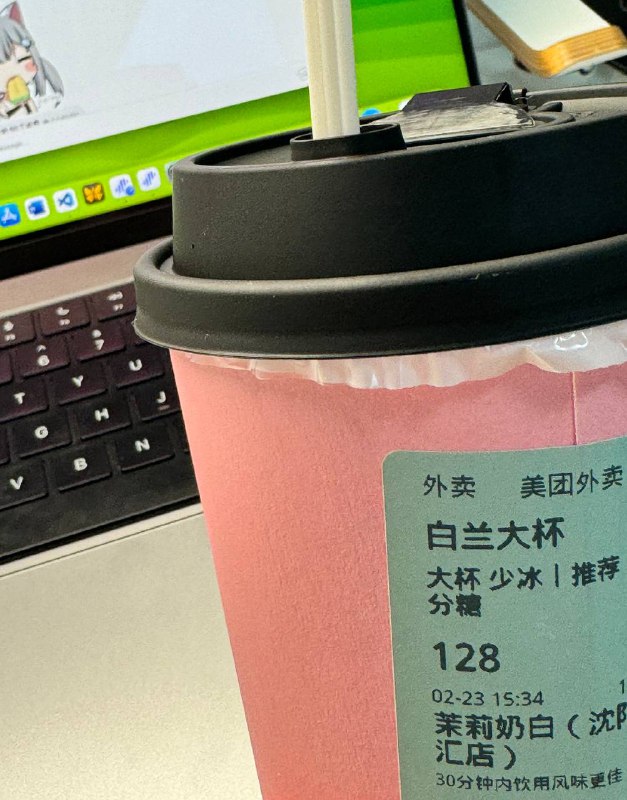 外卖 美团外卖
白兰大杯
大杯 少冰 | 推荐
分糖
128
02-23 15:34
茉莉奶白（沈阳
汇店）
30分钟内饮用风味更佳
6 7
T Y U
G H J
V B N